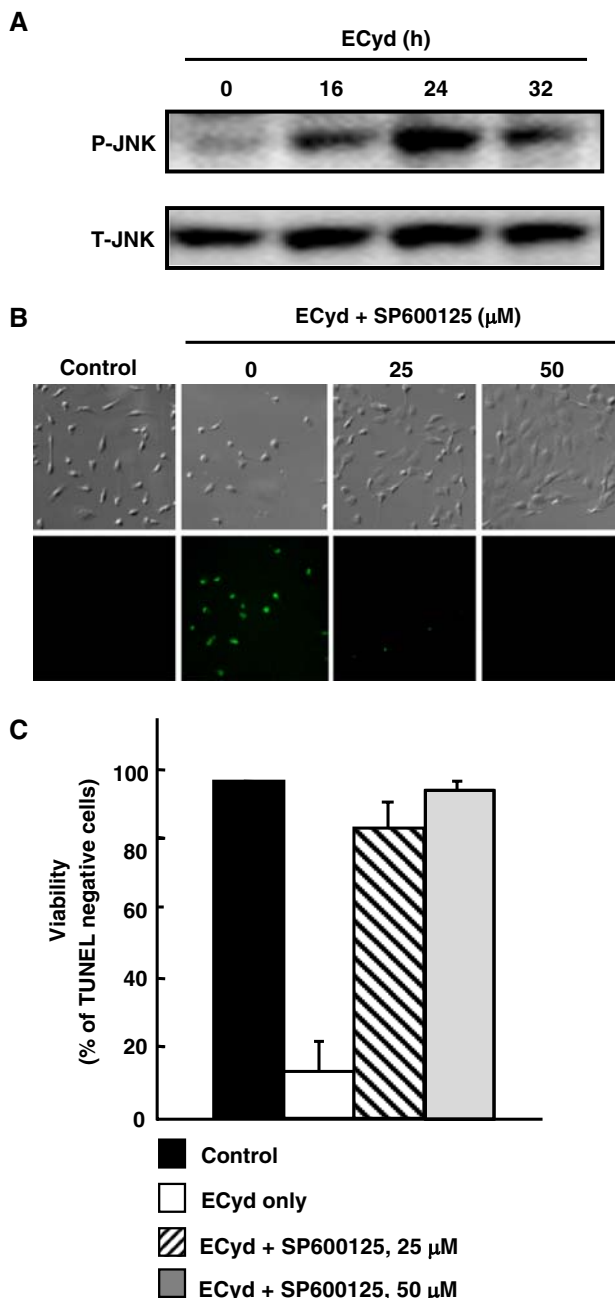 A
ECyd (h)
0 16 24 32
P-JNK
T-JNK
B
ECyd + SP600125 (μM)
Control 0 25 50
C
Viability
(% of TUNEL negative cells)
100
80
60
40
20
0
Control
ECyd only
ECyd + SP600125, 25 μM
ECyd + SP600125, 50 μM